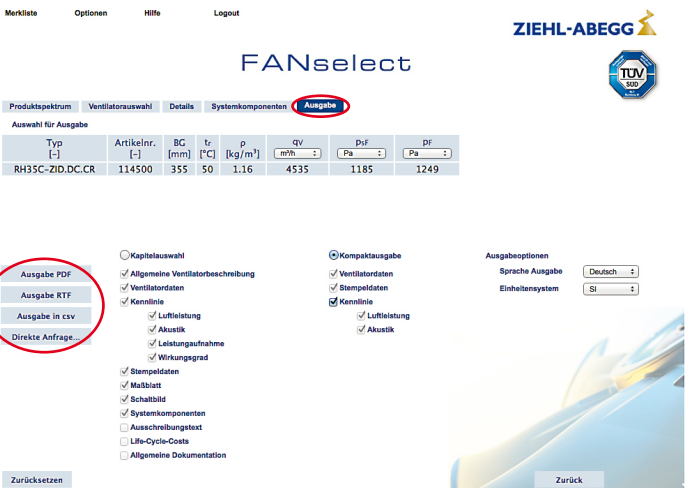 Merkliste Optionen Hilfe Logout
ZIEHL-ABEGG
FANselect
TÜV
SÜD
Produktspektrum Ventilatorauswahl Details Systemkomponenten Ausgabe
Auswahl für Ausgabe
Typ Artikelnr. BG tr ρ qv psF pF
[-] [-] [mm] [°C] [kg/m³] m³/h Pa Pa
RH35C-ZID.DC.CR 114500 355 50 1.16 4535 1185 1249
Kapitelauswahl Kompaktausgabe Ausgabeoptionen
Ausgabe PDF Allgemeine Ventilatorbeschreibung Ventilatordaten Sprache Ausgabe Deutsch
Ausgabe RTF Ventilatordaten Stempeldaten Einheitensystem SI
Kennlinie Kennlinie
Ausgabe in csv Luftleistung Luftleistung
Direkte Anfrage... Akustik Akustik
Leistungsaufnahme
Wirkungsgrad
Stempeldaten
Maßblatt
Schaltbild
Systemkomponenten
Ausschreibungstext
Life-Cycle-Costs
Allgemeine Dokumentation
Zurücksetzen Zurück